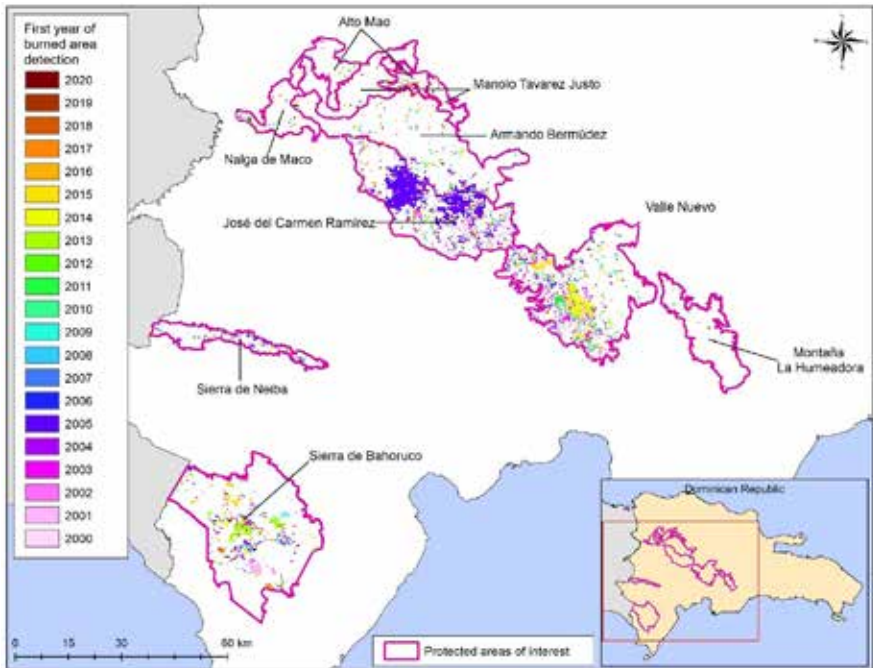 First year of
burned area
detection
2020
2019
2018
2017
2016
2015
2014
2013
2012
2011
2010
2009
2008
2007
2006
2005
2004
2003
2002
2001
2000
Alto Mao
Manolo Tavarez Justo
Armando Bermúdez
Nalga de Maco
Valle Nuevo
José del Carmen Ramírez
Montaña
La Humeadora
Sierra de Neiba
Sierra de Bahoruco
Dominican Republic
0 15 30 60 km
Protected areas of interest